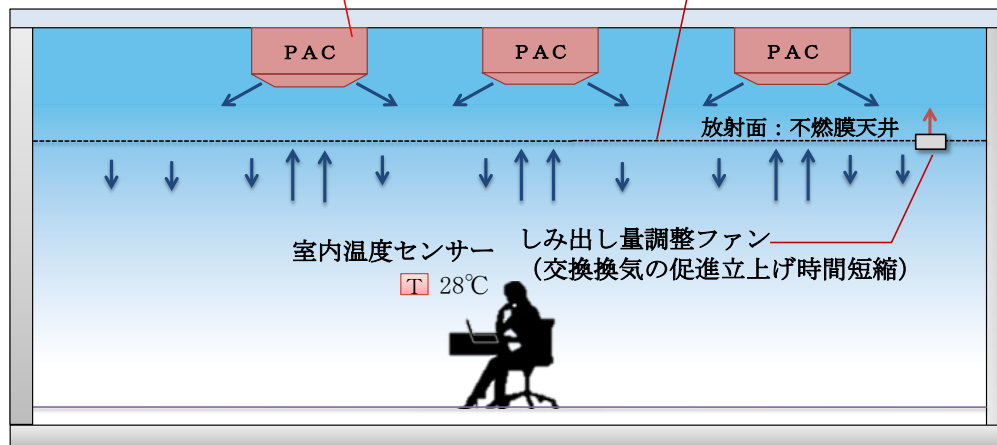 PAC PAC PAC
放射面:不燃膜天井
室内温度センサー
T 28℃
しみ出し量調整ファン
(交換換気の促進立上げ時間短縮)